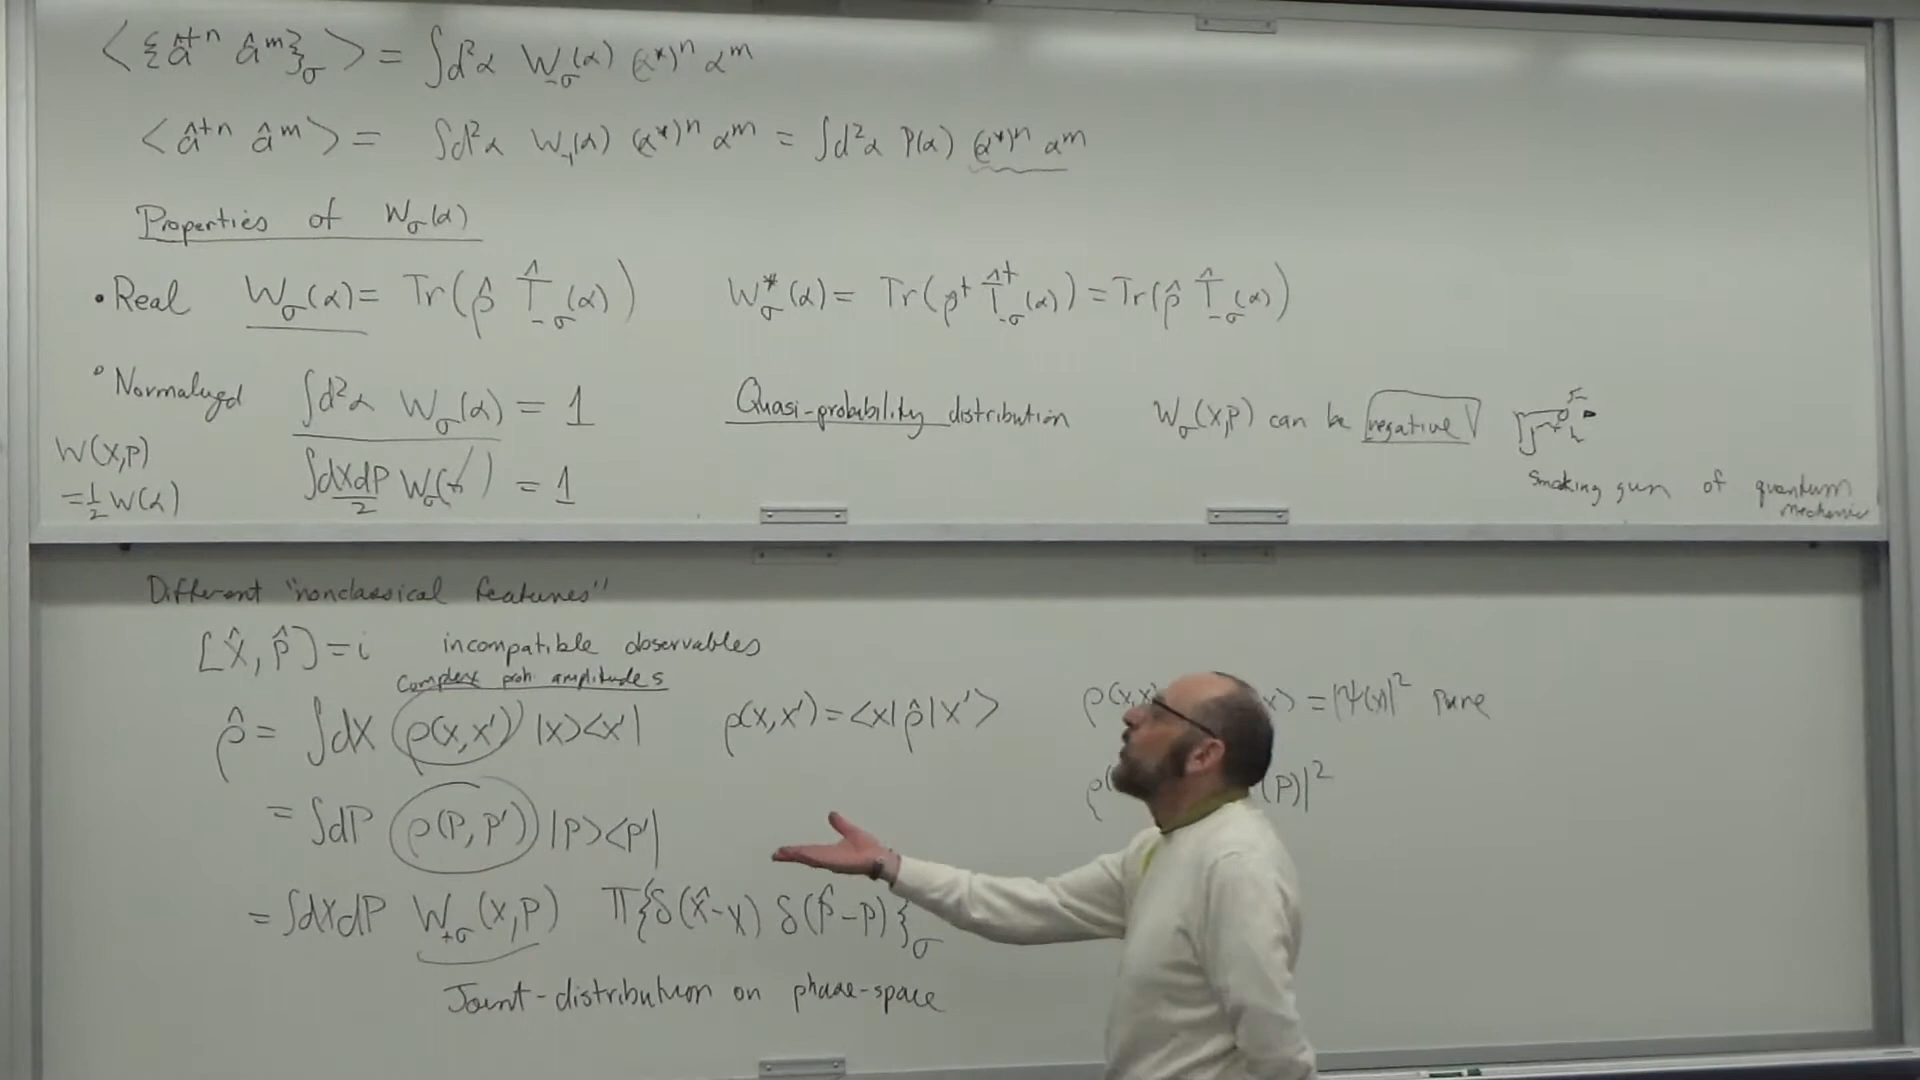 ⟨{â†ⁿ âᵐ}_σ⟩ = ∫d²α W_-σ(α) (α*)ⁿ αᵐ
⟨â†ⁿ âᵐ⟩ = ∫d²α W_-1(α) (α*)ⁿ αᵐ = ∫d²α P(α) (α*)ⁿ αᵐ
Properties of W_σ(α)
• Real W_σ(α) = Tr(ρ̂ T̂_-σ(α)) W*_σ(α) = Tr(ρ† T̂†_-σ(α)) = Tr(ρ̂ T̂_-σ(α))
• Normalized ∫d²α W_σ(α) = 1 Quasi-probability distribution W_σ(X,P) can be negative!
W(X,P) = ½ W(α)
∫dXdP/2 W_σ( ) = 1
Smoking gun of quantum mechanics
Different "nonclassical features"
[X̂, P̂] = i incompatible observables
Complex prob. amplitudes
ρ̂ = ∫dX ρ(X,X') |X⟩⟨X'| ρ(X,X') = ⟨X|ρ̂|X'⟩ ρ(X,X X⟩ = |ψ(X)|² Pure
= ∫dP ρ(P,P') |P⟩⟨P'| ρ( (P)|²
= ∫dXdP W_+σ(X,P) π{δ(X̂-X) δ(P̂-P)}_σ
Joint-distribution on phase-space